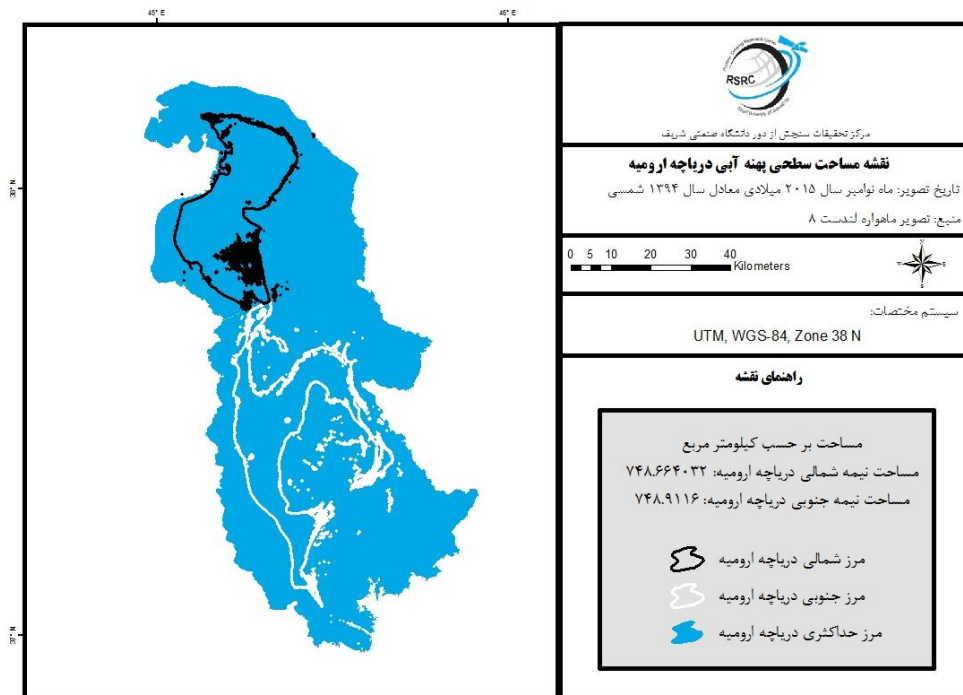 45° E
46° E
38° N
37° N
RSRC
مرکز تحقیقات سنجش از دور دانشگاه صنعتی شریف
نقشه مساحت سطحی پهنه آبی دریاچه ارومیه
تاریخ تصویر: ماه نوامبر سال ۲۰۱۵ میلادی معادل سال ۱۳۹۴ شمسی
منبع: تصویر ماهواره لندست ۸
0 5 10 20 30 40
Kilometers
سیستم مختصات:
UTM, WGS-84, Zone 38 N
راهنمای نقشه
مساحت بر حسب کیلومتر مربع
مساحت نیمه شمالی دریاچه ارومیه: ۷۴۸.۶۶۴۰۳۲
مساحت نیمه جنوبی دریاچه ارومیه: ۷۴۸.۹۱۱۶
مرز شمالی دریاچه ارومیه
مرز جنوبی دریاچه ارومیه
مرز حداکثری دریاچه ارومیه